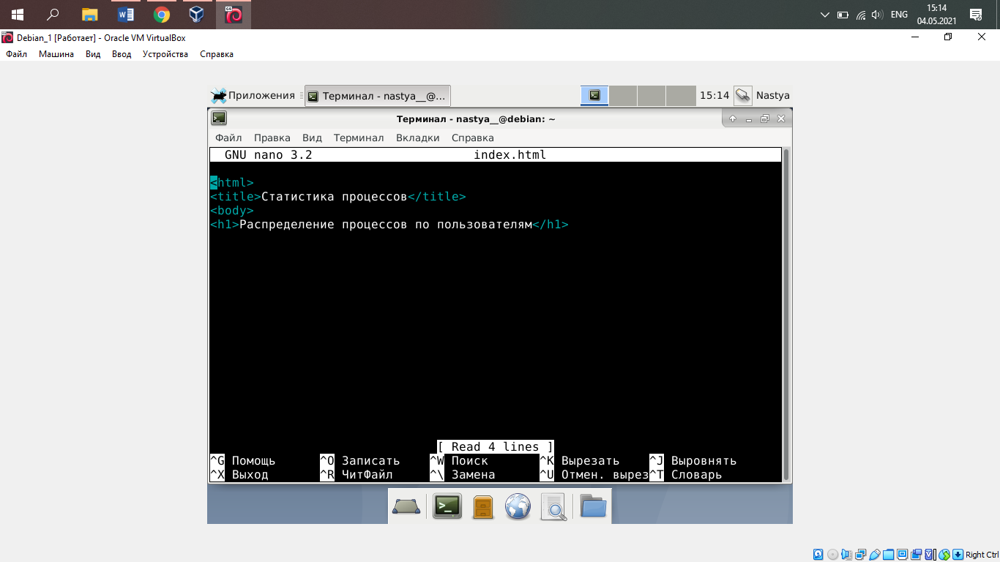 15:14
ENG
04.05.2021
Debian_1 [Работает] - Oracle VM VirtualBox
Файл Машина Вид Ввод Устройства Справка
Приложения Терминал - nastya__@... 15:14 Nastya
Терминал - nastya__@debian: ~
Файл Правка Вид Терминал Вкладки Справка
GNU nano 3.2 index.html
<html>
<title>Статистика процессов</title>
<body>
<h1>Распределение процессов по пользователям</h1>
[ Read 4 lines ]
^G Помощь ^O Записать ^W Поиск ^K Вырезать ^J Выровнять
^X Выход ^R ЧитФайл ^\ Замена ^U Отмен. вырез ^T Словарь
Right Ctrl